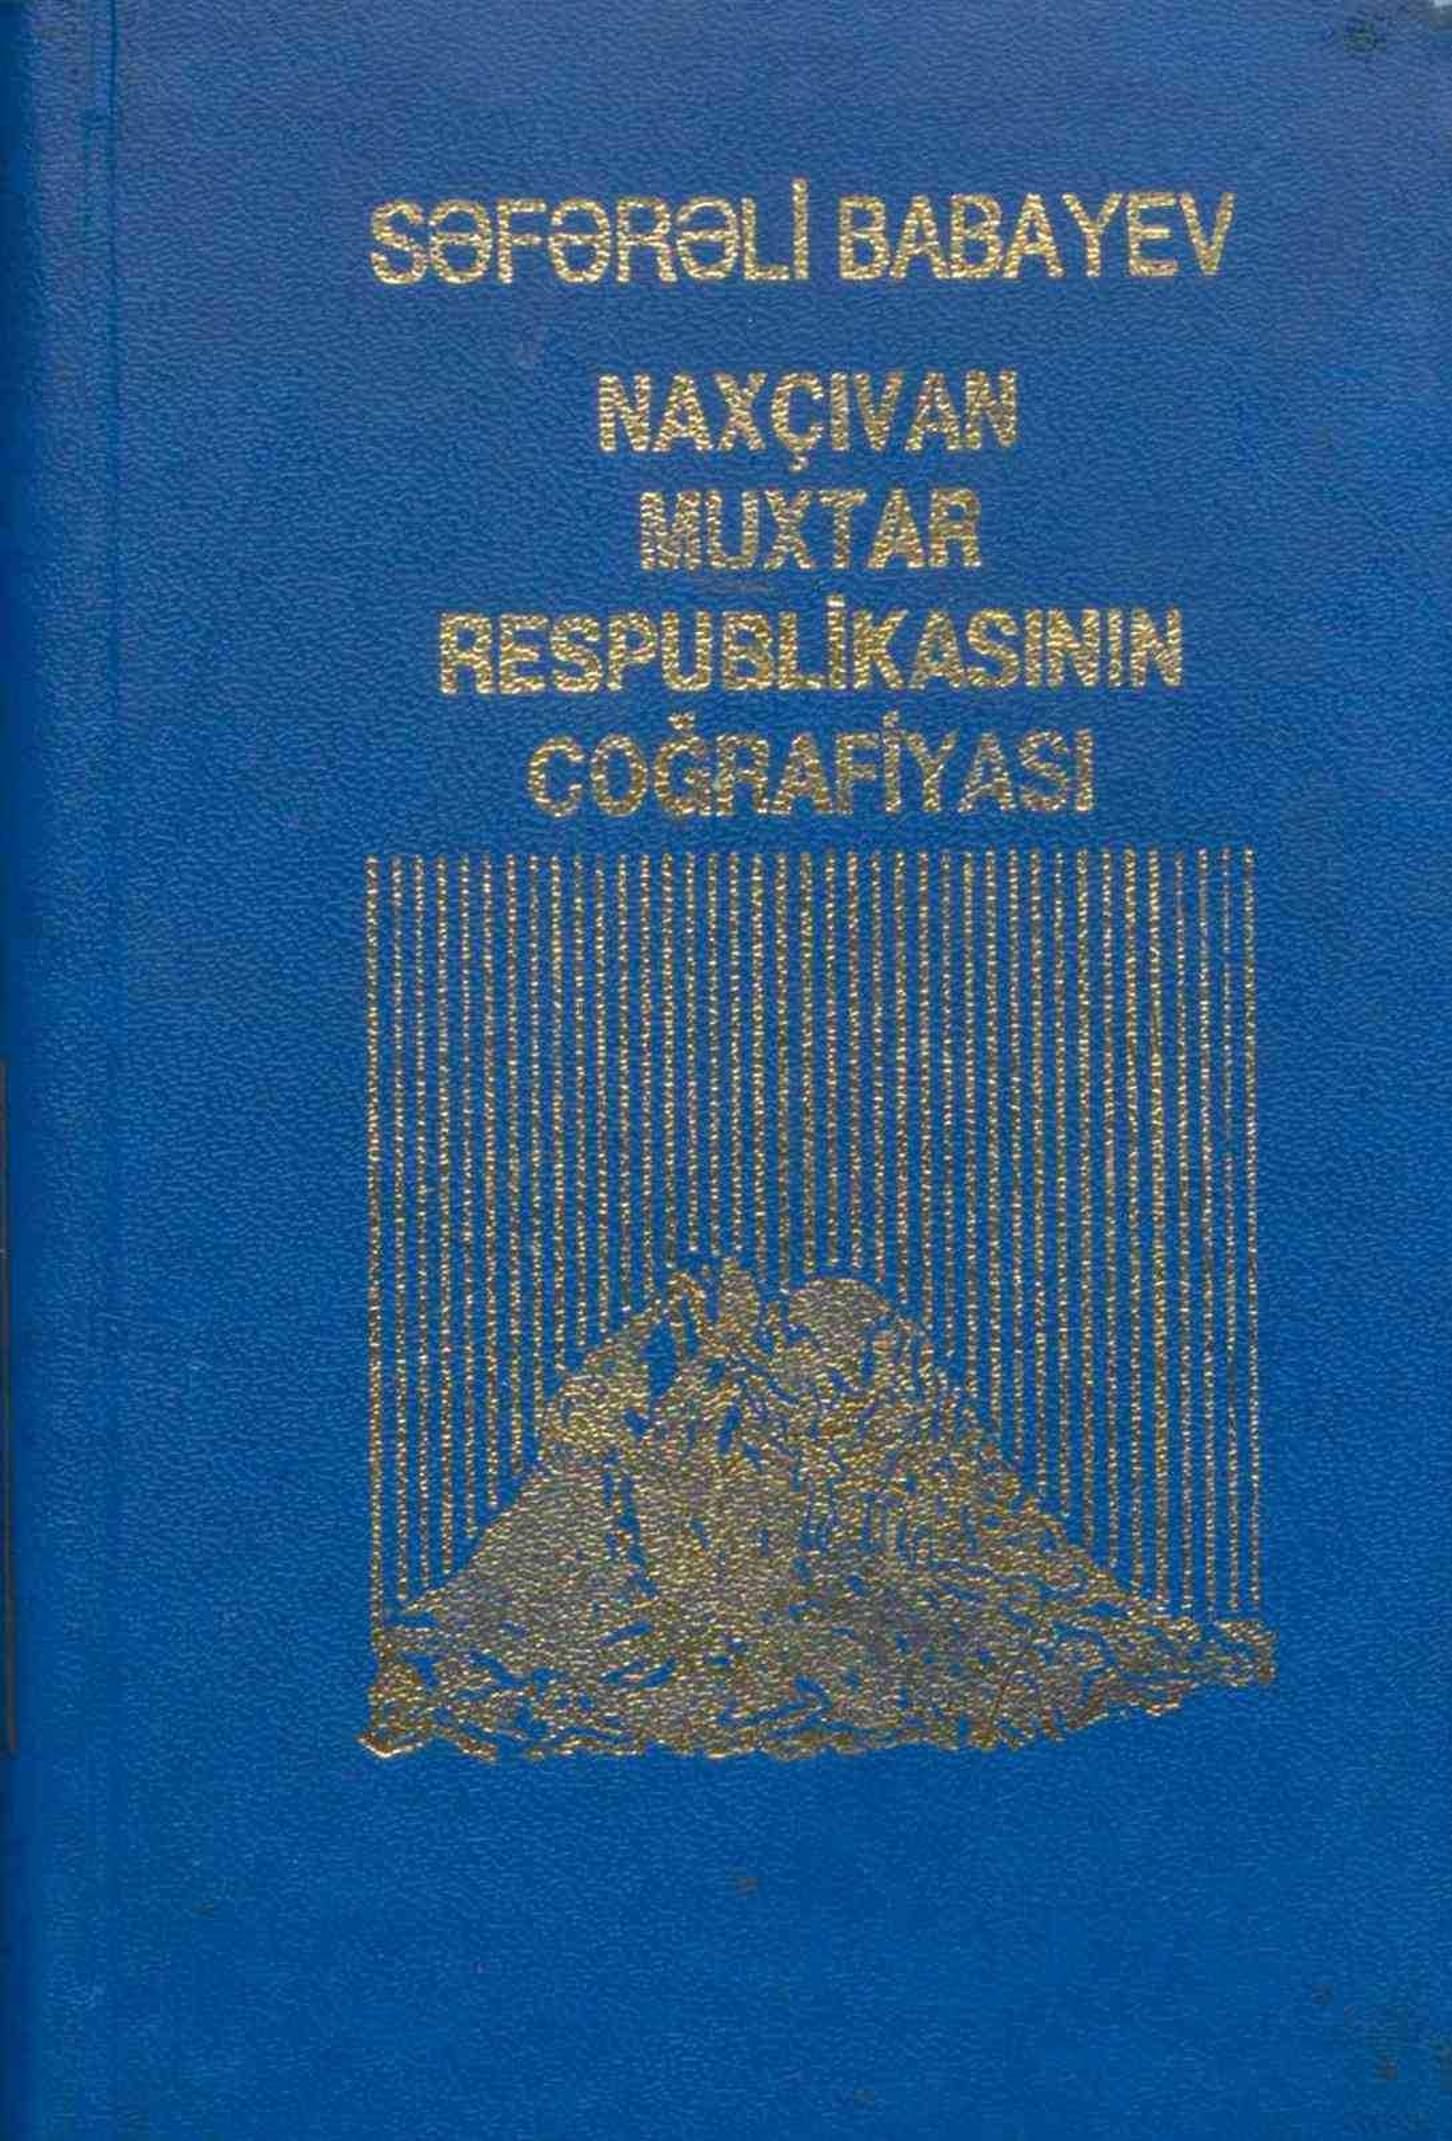 SƏFƏRƏLİ BABAYEV
NAXÇIVAN
MUXTAR
RESPUBLİKASININ
COĞRAFİYASI